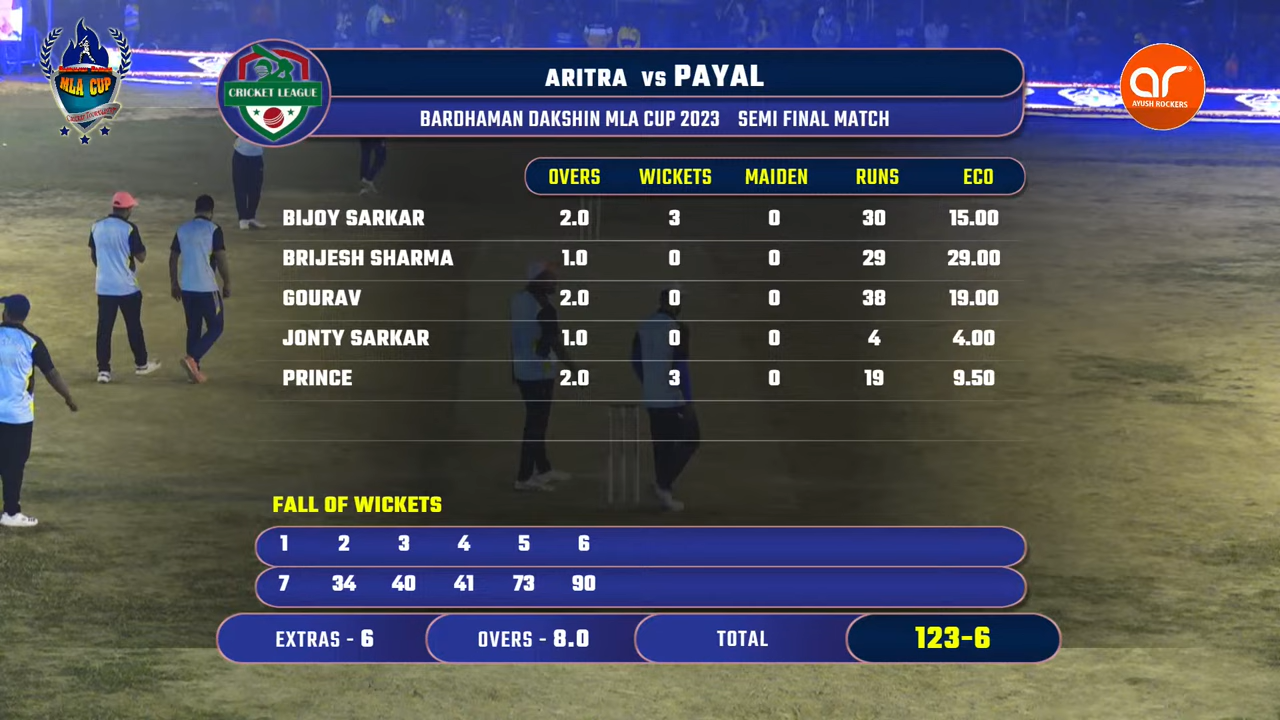 MLA CUP
CRICKET LEAGUE
ar
AYUSH ROCKERS
ARITRA vs PAYAL
BARDHAMAN DAKSHIN MLA CUP 2023 SEMI FINAL MATCH
OVERS WICKETS MAIDEN RUNS ECO
BIJOY SARKAR 2.0 3 0 30 15.00
BRIJESH SHARMA 1.0 0 0 29 29.00
GOURAV 2.0 0 0 38 19.00
JONTY SARKAR 1.0 0 0 4 4.00
PRINCE 2.0 3 0 19 9.50
FALL OF WICKETS
1 2 3 4 5 6
7 34 40 41 73 90
EXTRAS - 6 OVERS - 8.0 TOTAL 123-6